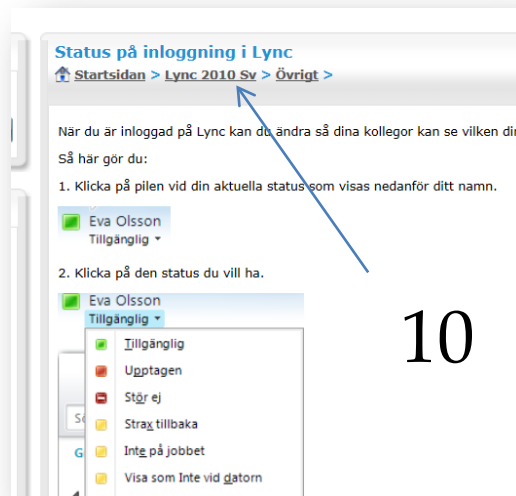 Status på inloggning i Lync
Startsidan > Lync 2010 Sv > Övrigt >
När du är inloggad på Lync kan du ändra så dina kollegor kan se vilken
Så här gör du:
1. Klicka på pilen vid din aktuella status som visas nedanför ditt namn.
Eva Olsson
Tillgänglig
2. Klicka på den status du vill ha.
Eva Olsson
Tillgänglig
10
Tillgänglig
Upptagen
Stör ej
Strax tillbaka
Inte på jobbet
Visa som Inte vid datorn